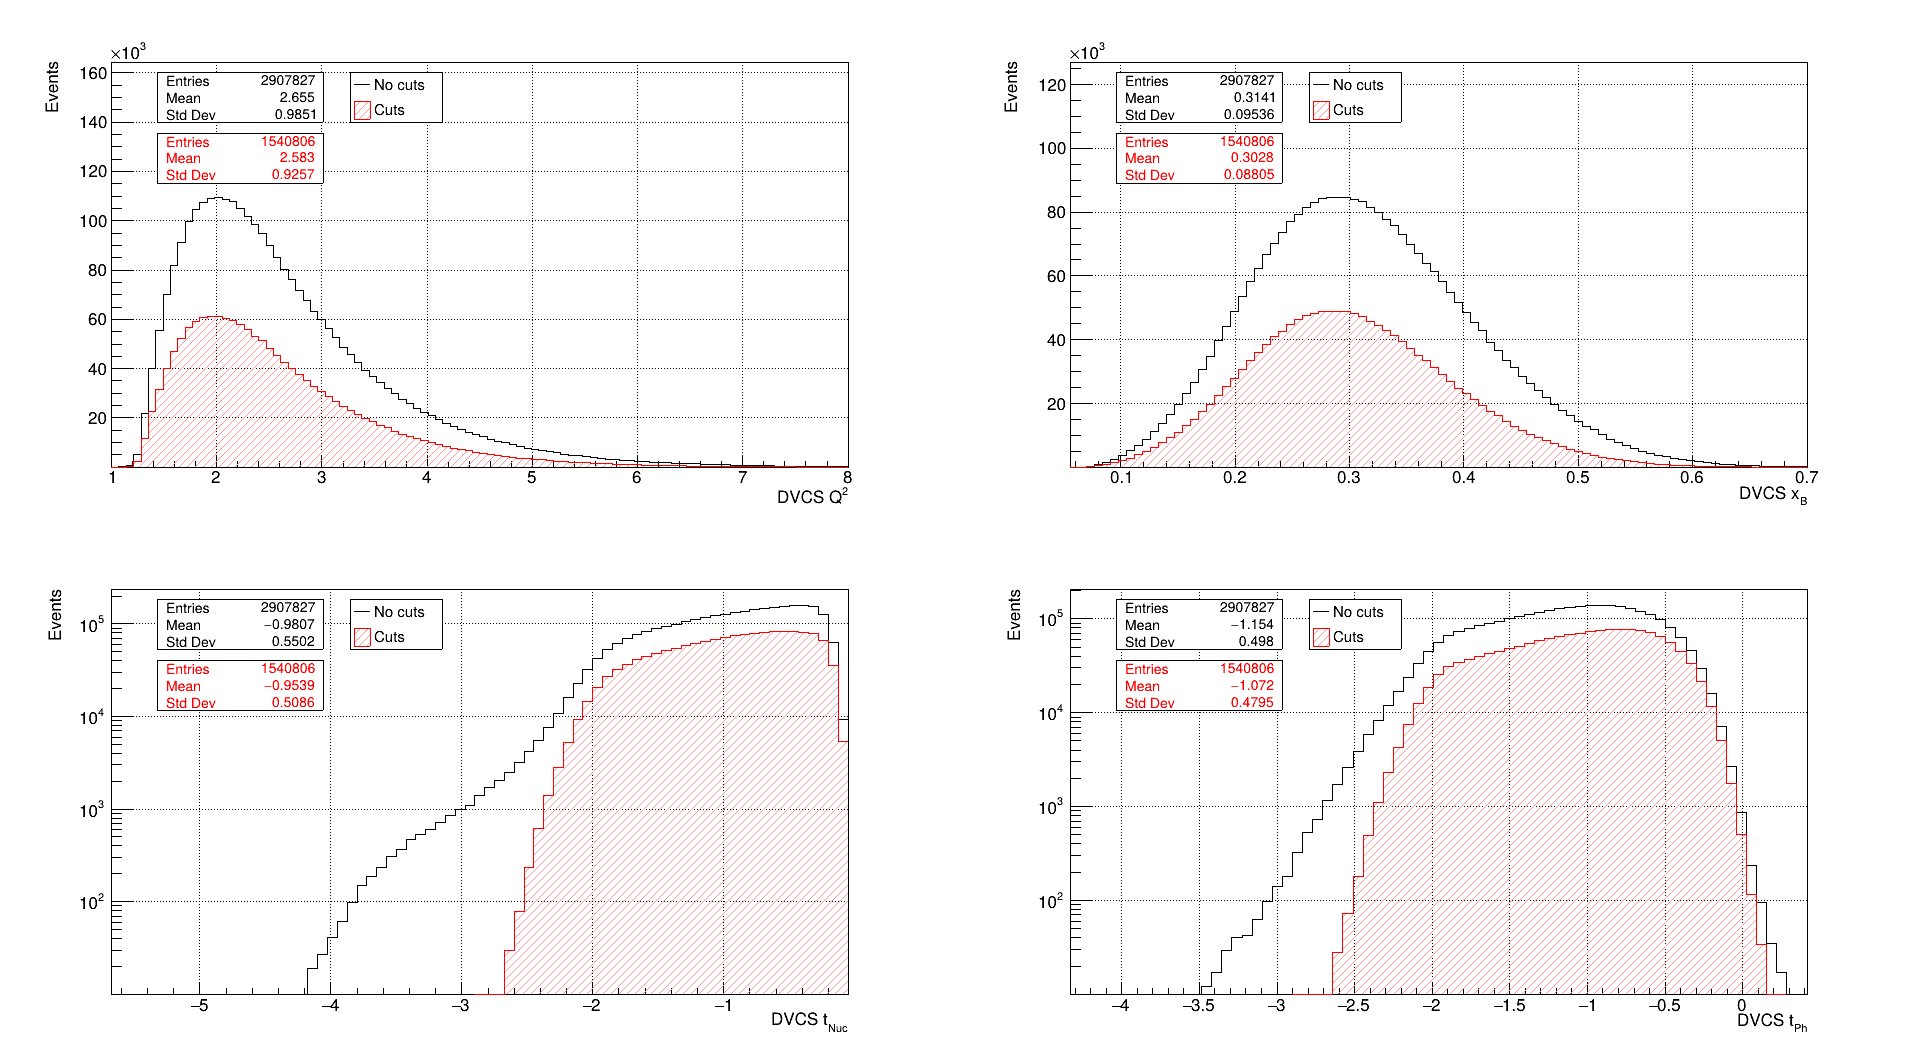 ×10³
Events
160
140
120
100
80
60
40
20
1 2 3 4 5 6 7 8
DVCS Q²
Entries 2907827
Mean 2.655
Std Dev 0.9851
Entries 1540806
Mean 2.583
Std Dev 0.9257
No cuts
Cuts
×10³
Events
120
100
80
60
40
20
0.1 0.2 0.3 0.4 0.5 0.6 0.7
DVCS x_B
Entries 2907827
Mean 0.3141
Std Dev 0.09536
Entries 1540806
Mean 0.3028
Std Dev 0.08805
No cuts
Cuts
Events
10⁵
10⁴
10³
10²
−5 −4 −3 −2 −1
DVCS t_Nuc
Entries 2907827
Mean −0.9807
Std Dev 0.5502
Entries 1540806
Mean −0.9539
Std Dev 0.5086
No cuts
Cuts
Events
10⁵
10⁴
10³
10²
−4 −3.5 −3 −2.5 −2 −1.5 −1 −0.5 0
DVCS t_Ph
Entries 2907827
Mean −1.154
Std Dev 0.498
Entries 1540806
Mean −1.072
Std Dev 0.4795
No cuts
Cuts